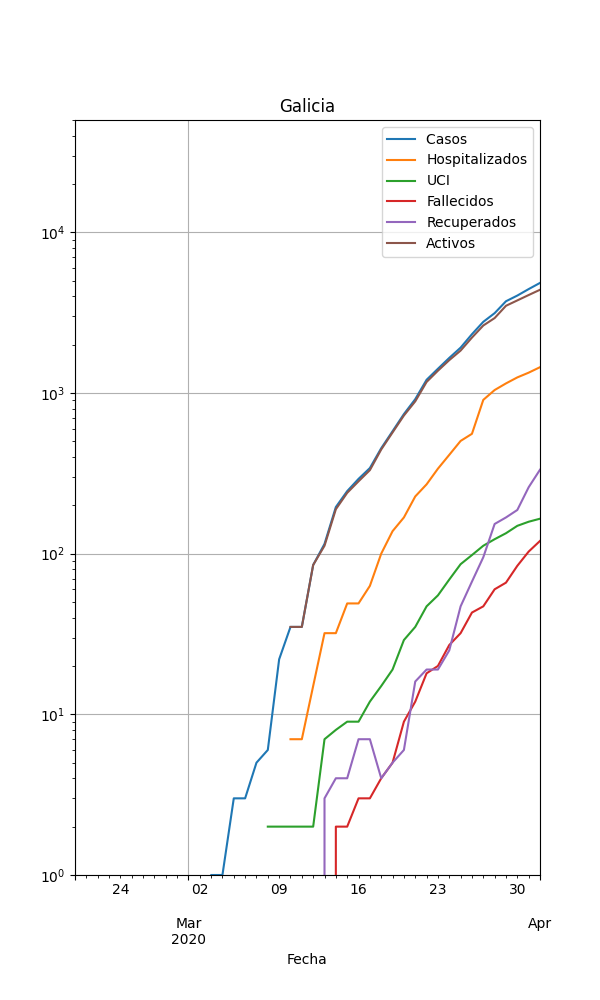 Galicia
Casos
Hospitalizados
UCI
Fallecidos
Recuperados
Activos
10^4
10^3
10^2
10^1
10^0
24 02 09 16 23 30
Mar Apr
2020
Fecha